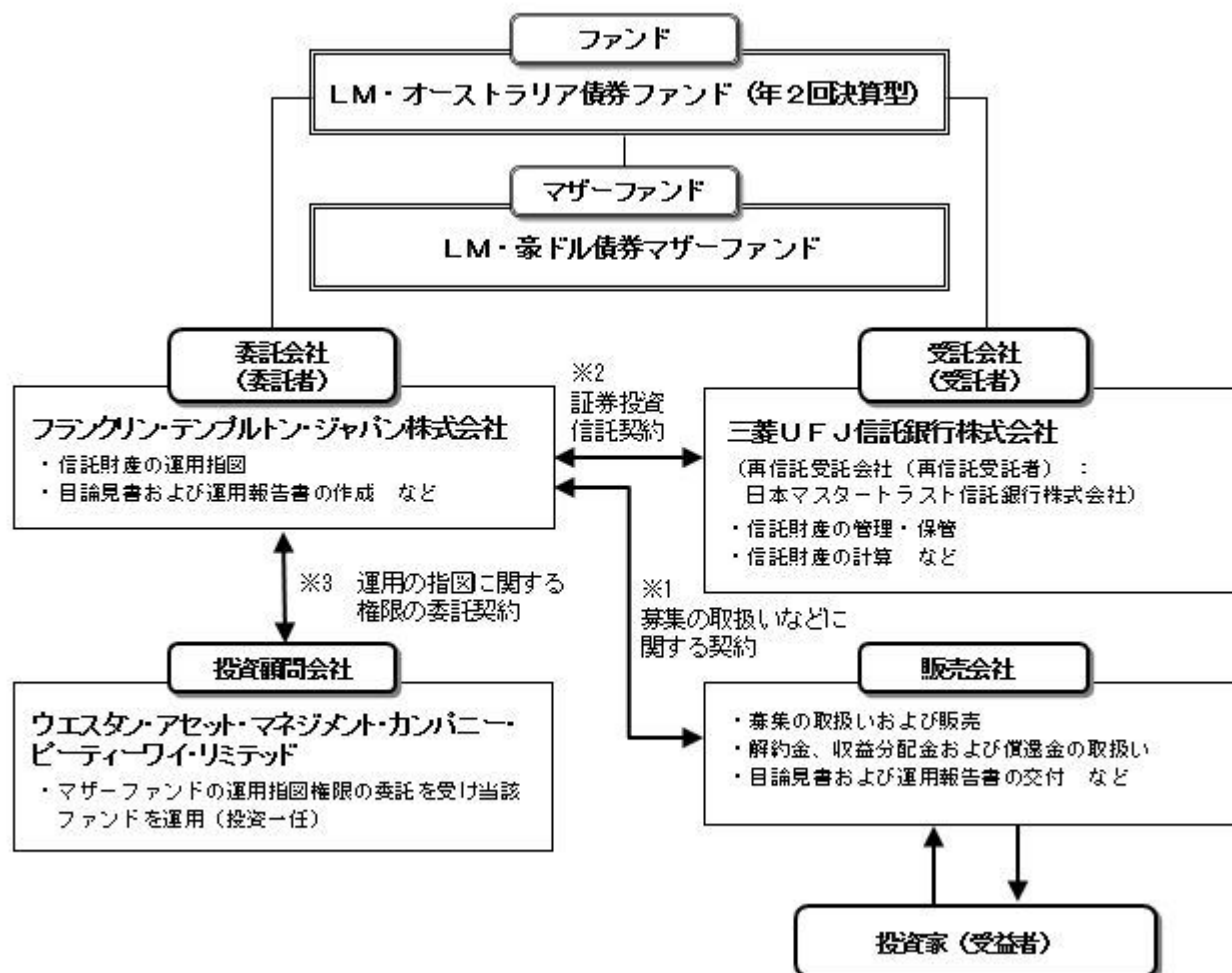 ファンド
LM・オーストラリア債券ファンド（年２回決算型）
マザーファンド
LM・豪ドル債券マザーファンド
委託会社
（委託者）
フランクリン・テンプルトン・ジャパン株式会社
・信託財産の運用指図
・目論見書および運用報告書の作成　など
※2
証券投資
信託契約
受託会社
（受託者）
三菱ＵＦＪ信託銀行株式会社
（再信託受託会社（再信託受託者）：
日本マスタートラスト信託銀行株式会社）
・信託財産の管理・保管
・信託財産の計算　など
※3　運用の指図に関する
権限の委託契約
※1
募集の取扱いなどに
関する契約
投資顧問会社
ウエスタン・アセット・マネジメント・カンパニー・
ピーティーワイ・リミテッド
・マザーファンドの運用指図権限の委託を受け当該
ファンドを運用（投資一任）
販売会社
・募集の取扱いおよび販売
・解約金、収益分配金および償還金の取扱い
・目論見書および運用報告書の交付　など
投資家（受益者）